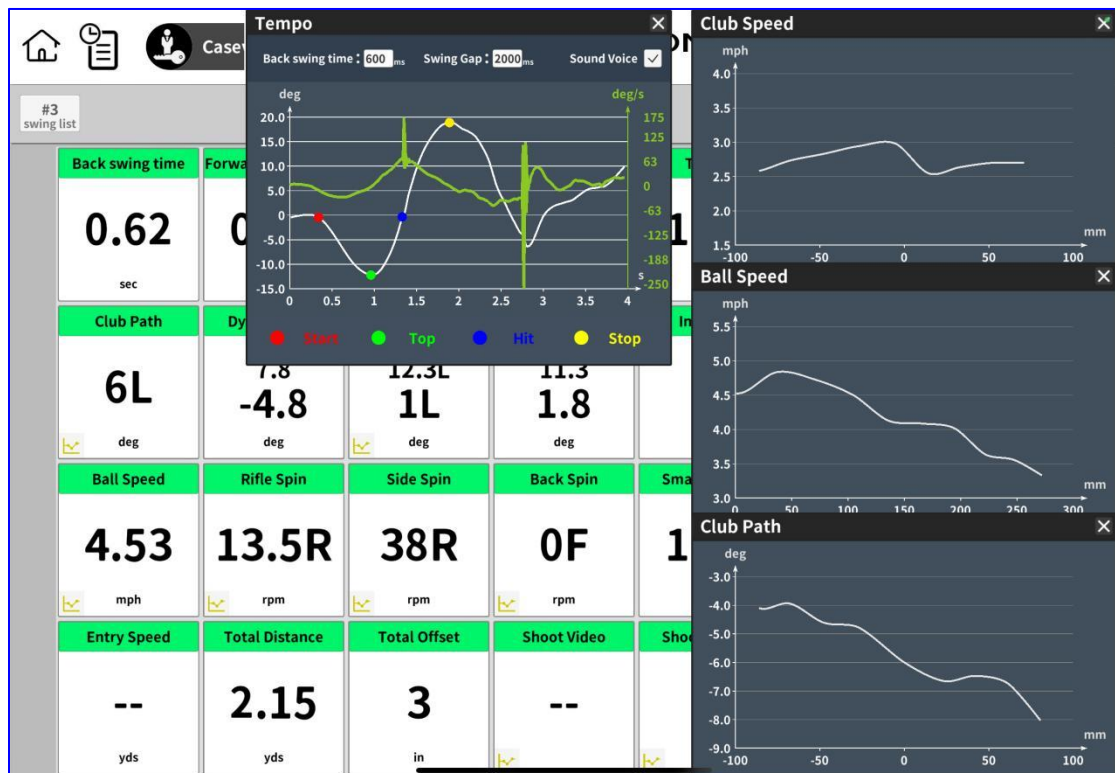 Tempo
Back swing time: 600 ms Swing Gap: 2000 ms Sound Voice
deg deg/s
20.0 175
15.0 125
10.0 63
5.0 0
0 -63
-5.0 -125
-10.0 -188
-15.0 -250
s
0 0.5 1 1.5 2 2.5 3 3.5 4
Start Top Hit Stop
#3
swing list
Back swing time
0.62
sec
Club Path
6L
deg
7.8
-4.8
deg
12.3L
1L
deg
11.3
1.8
deg
Ball Speed Rifle Spin Side Spin Back Spin
4.53 13.5R 38R 0F
mph rpm rpm rpm
Entry Speed Total Distance Total Offset Shoot Video
-- 2.15 3 --
yds yds in
Club Speed
mph
4.0
3.5
3.0
2.5
2.0
1.5
mm
-100 -50 0 50 100
Ball Speed
mph
5.5
5.0
4.5
4.0
3.5
3.0
mm
0 50 100 150 200 250 300
Club Path
deg
-3.0
-4.0
-5.0
-6.0
-7.0
-8.0
-9.0
mm
-100 -50 0 50 100